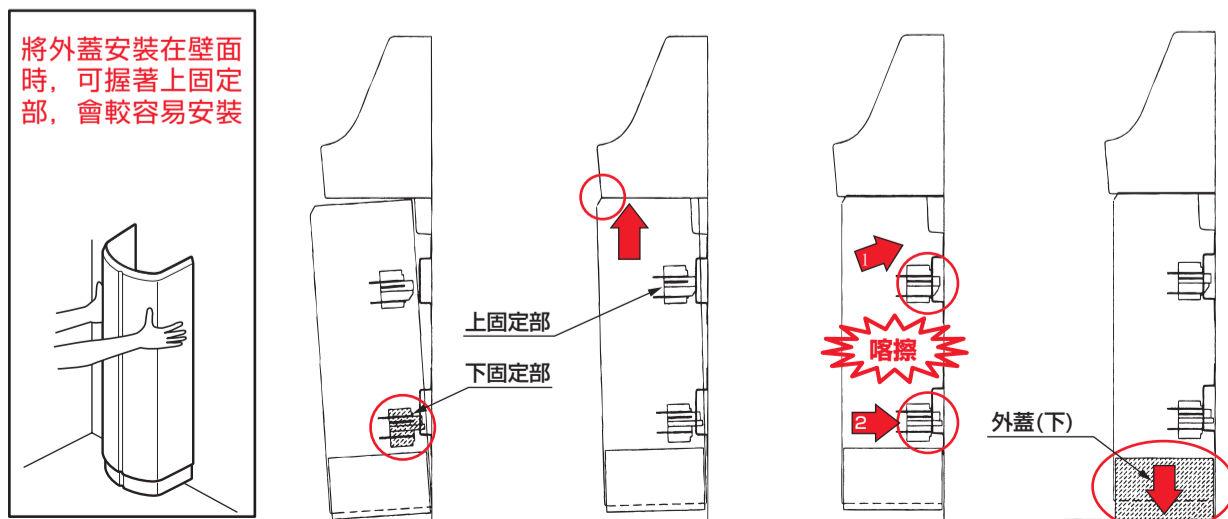 將外蓋安裝在壁面
時，可握著上固定
部，會較容易安裝
上固定部
下固定部
1
喀擦
2
外蓋(下)